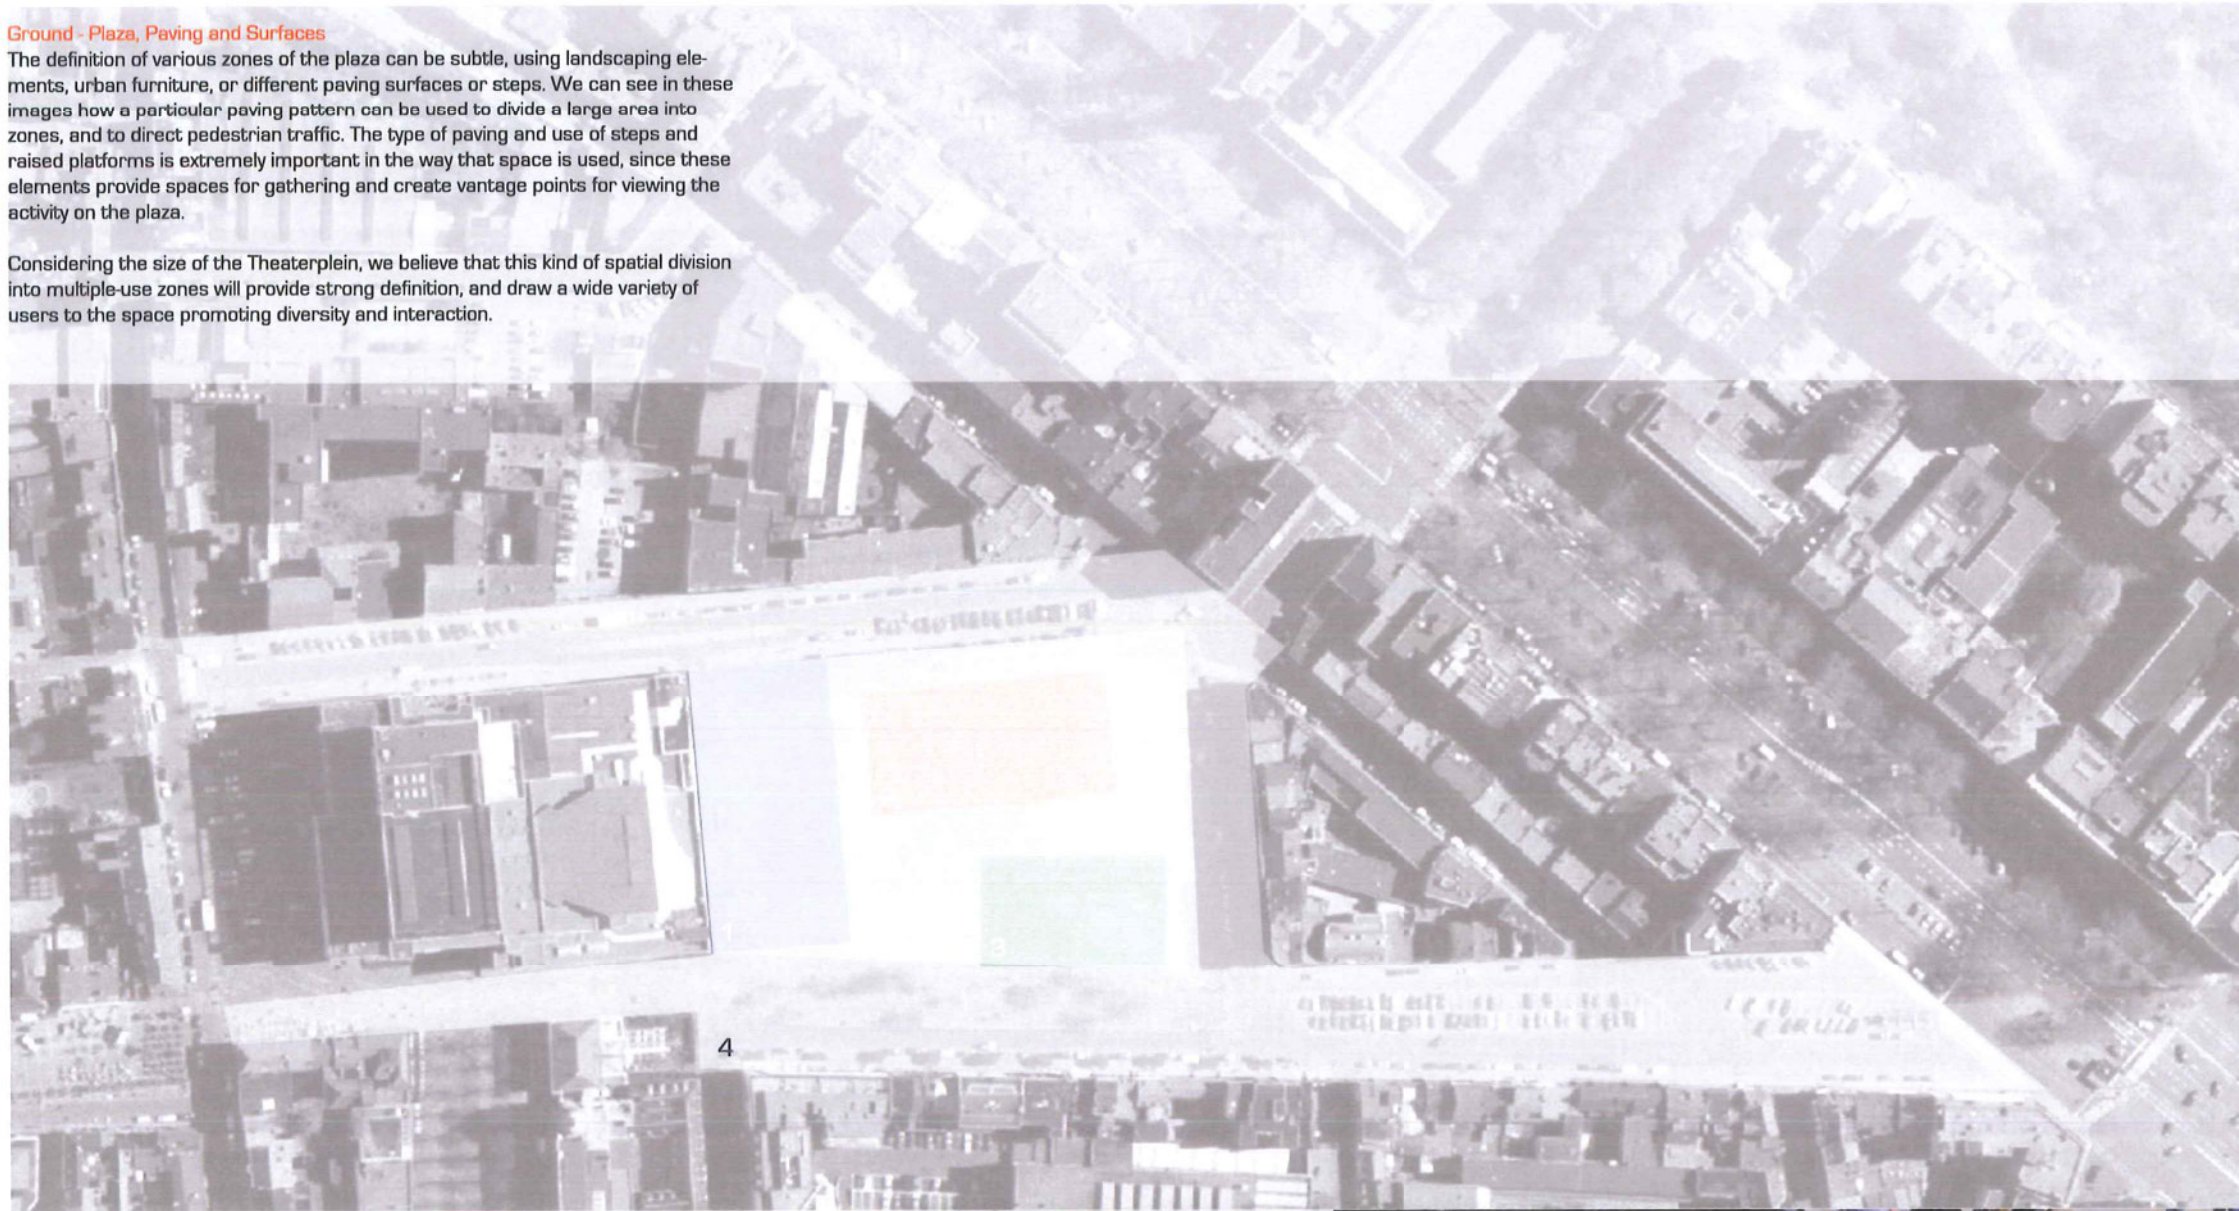 Ground - Plaza, Paving and Surfaces
The definition of various zones of the plaza can be subtle, using landscaping ele-
ments, urban furniture, or different paving surfaces or steps. We can see in these
images how a particular paving pattern can be used to divide a large area into
zones, and to direct pedestrian traffic. The type of paving and use of steps and
raised platforms is extremely important in the way that space is used, since these
elements provide spaces for gathering and create vantage points for viewing the
activity on the plaza.
Considering the size of the Theaterplein, we believe that this kind of spatial division
into multiple-use zones will provide strong definition, and draw a wide variety of
users to the space promoting diversity and interaction.
1
3
4